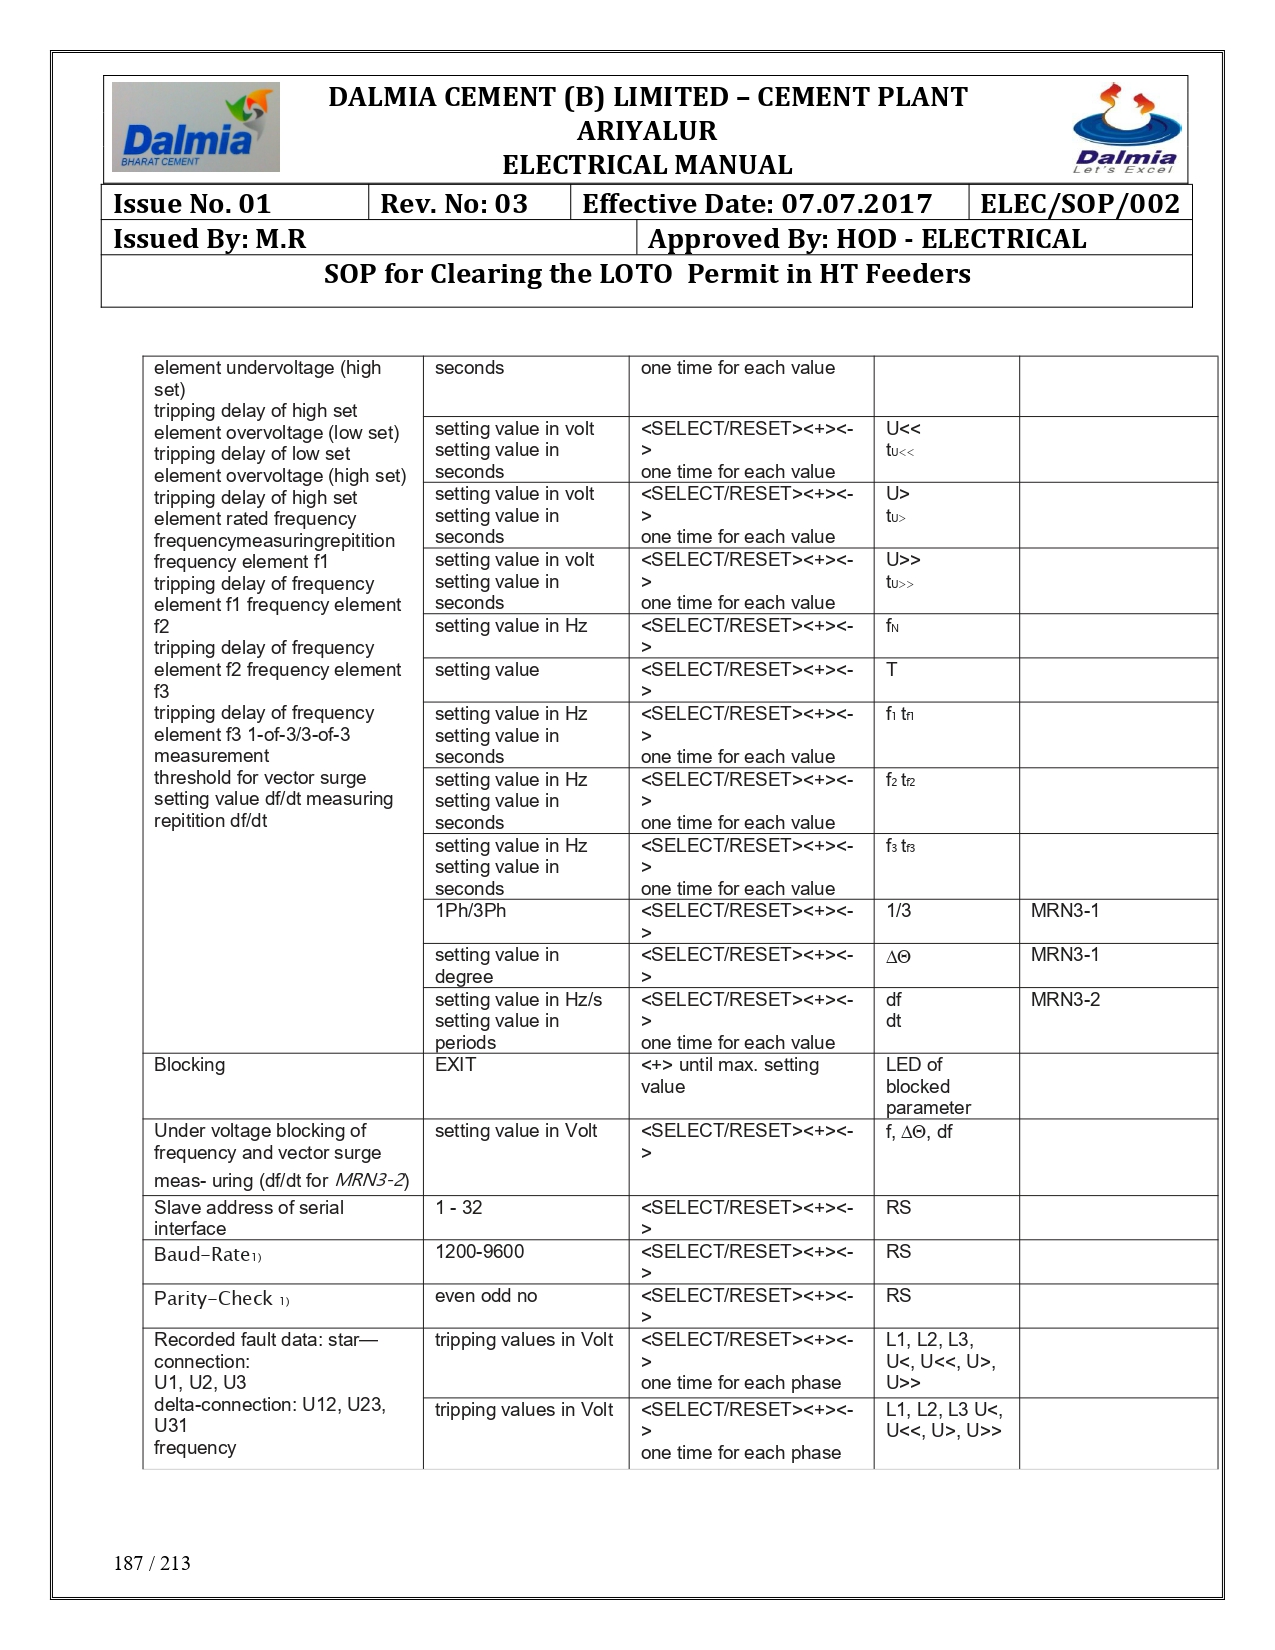 Dalmia
BHARAT CEMENT
DALMIA CEMENT (B) LIMITED – CEMENT PLANT
ARIYALUR
ELECTRICAL MANUAL
Dalmia
Let's Excel
Issue No. 01 Rev. No: 03 Effective Date: 07.07.2017 ELEC/SOP/002
Issued By: M.R Approved By: HOD - ELECTRICAL
SOP for Clearing the LOTO Permit in HT Feeders
element undervoltage (high
set)
tripping delay of high set
element overvoltage (low set)
tripping delay of low set
element overvoltage (high set)
tripping delay of high set
element rated frequency
frequencymeasuringrepitition
frequency element f1
tripping delay of frequency
element f1 frequency element
f2
tripping delay of frequency
element f2 frequency element
f3
tripping delay of frequency
element f3 1-of-3/3-of-3
measurement
threshold for vector surge
setting value df/dt measuring
repitition df/dt
seconds
one time for each value
setting value in volt
setting value in
seconds
<SELECT/RESET><+><-
>
one time for each value
U<<
tU<<
setting value in volt
setting value in
seconds
<SELECT/RESET><+><-
>
one time for each value
U>
tU>
setting value in volt
setting value in
seconds
<SELECT/RESET><+><-
>
one time for each value
U>>
tU>>
setting value in Hz
<SELECT/RESET><+><-
>
fN
setting value
<SELECT/RESET><+><-
>
T
setting value in Hz
setting value in
seconds
<SELECT/RESET><+><-
>
one time for each value
f1 tf1
setting value in Hz
setting value in
seconds
<SELECT/RESET><+><-
>
one time for each value
f2 tf2
setting value in Hz
setting value in
seconds
<SELECT/RESET><+><-
>
one time for each value
f3 tf3
1Ph/3Ph
<SELECT/RESET><+><-
>
1/3
MRN3-1
setting value in
degree
<SELECT/RESET><+><-
>
ΔΘ
MRN3-1
setting value in Hz/s
setting value in
periods
<SELECT/RESET><+><-
>
one time for each value
df
dt
MRN3-2
Blocking
EXIT
<+> until max. setting
value
LED of
blocked
parameter
Under voltage blocking of
frequency and vector surge
meas- uring (df/dt for MRN3-2)
setting value in Volt
<SELECT/RESET><+><-
>
f, ΔΘ, df
Slave address of serial
interface
1 - 32
<SELECT/RESET><+><-
>
RS
Baud-Rate1)
1200-9600
<SELECT/RESET><+><-
>
RS
Parity-Check 1)
even odd no
<SELECT/RESET><+><-
>
RS
Recorded fault data: star—
connection:
U1, U2, U3
delta-connection: U12, U23,
U31
frequency
tripping values in Volt
<SELECT/RESET><+><-
>
one time for each phase
L1, L2, L3,
U<, U<<, U>,
U>>
tripping values in Volt
<SELECT/RESET><+><-
>
one time for each phase
L1, L2, L3 U<,
U<<, U>, U>>
187 / 213